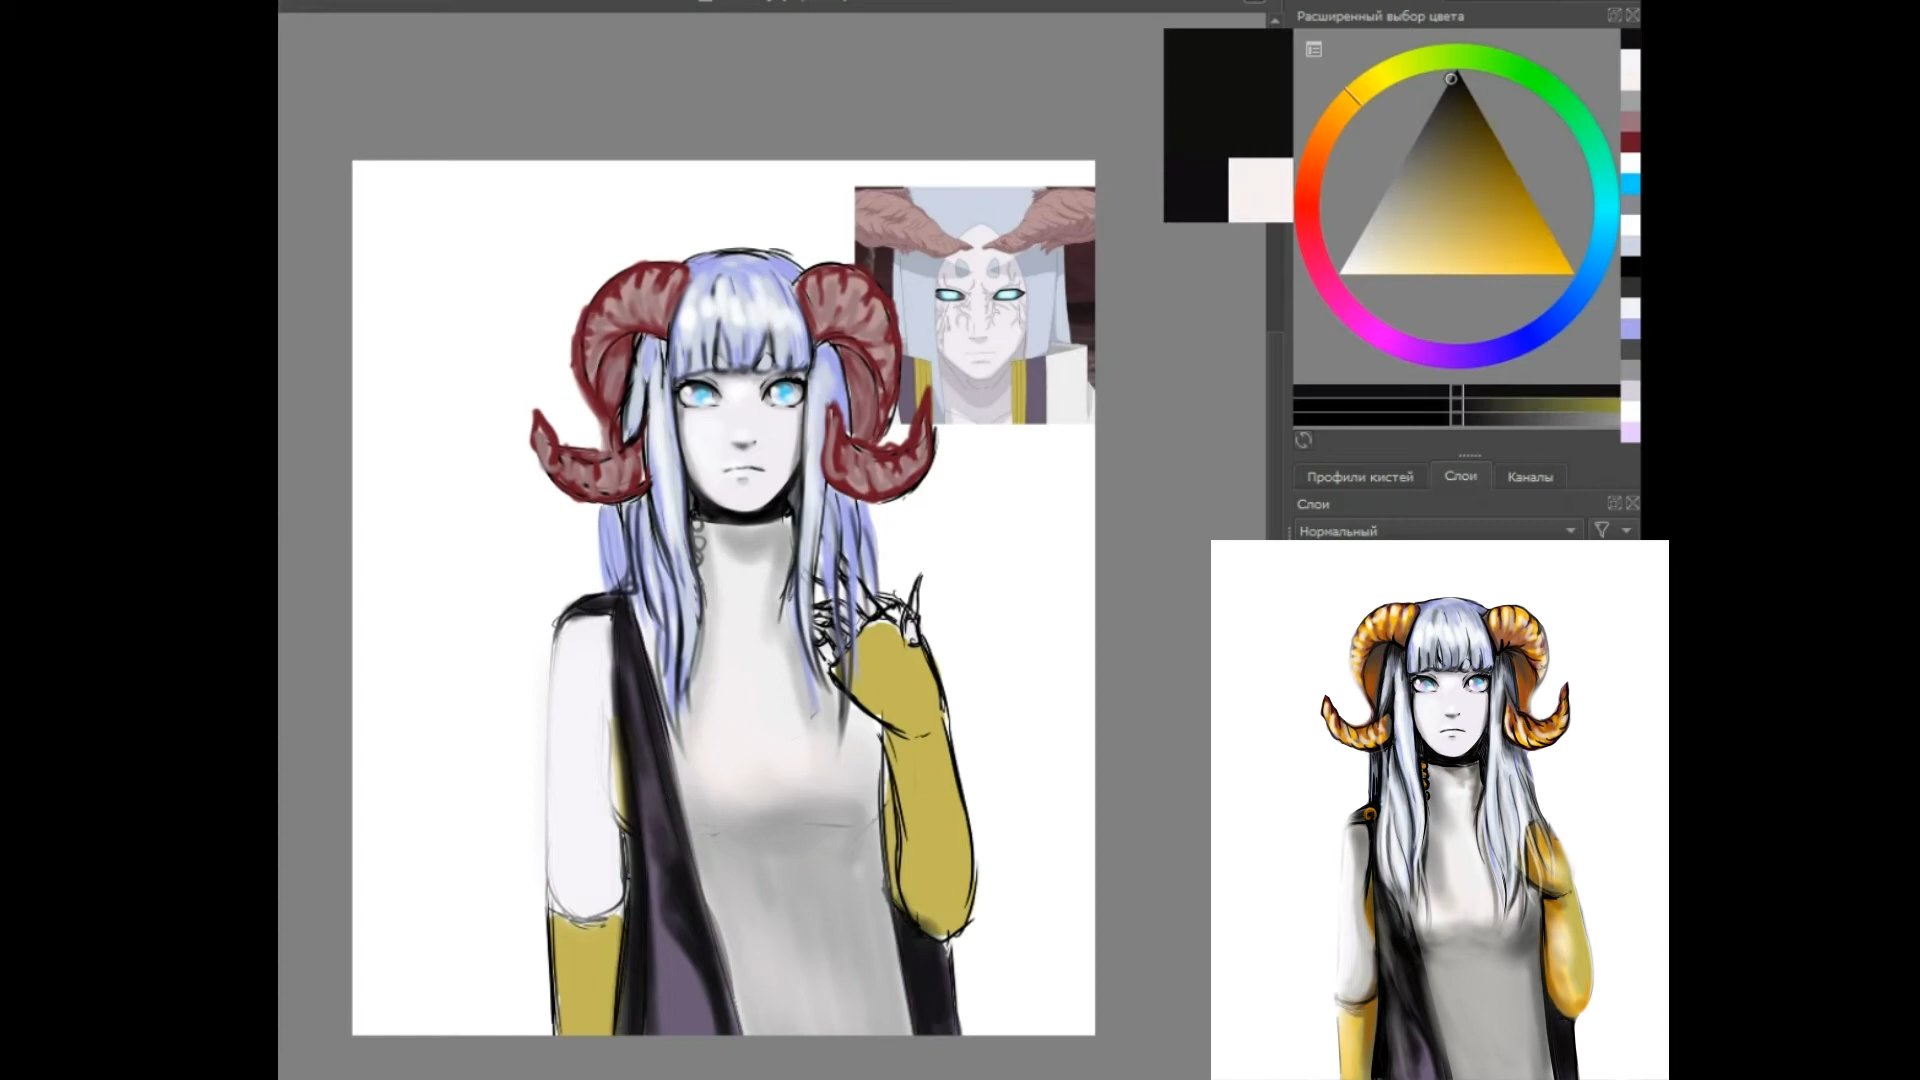 Расширенный выбор цвета
Профили кистей
Слои
Каналы
Слои
Нормальный